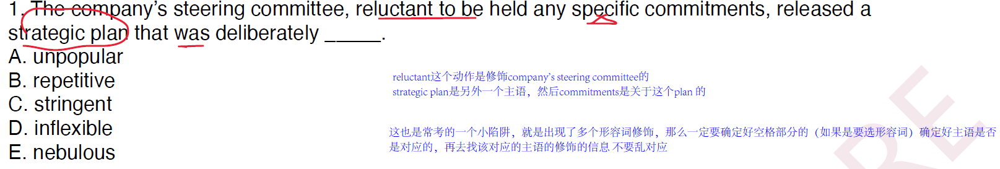 1. The company's steering committee, reluctant to be held any specific commitments, released a
strategic plan that was deliberately _____.
A. unpopular
B. repetitive
C. stringent
D. inflexible
E. nebulous
reluctant这个动作是修饰company's steering committee的
strategic plan是另外一个主语，然后commitments是关于这个plan 的
这也是常考的一个小陷阱，就是出现了多个形容词修饰，那么一定要确定好空格部分的（如果是要选形容词）确定好主语是否
是对应的，再去找该对应的主语的修饰的信息 不要乱对应
RE